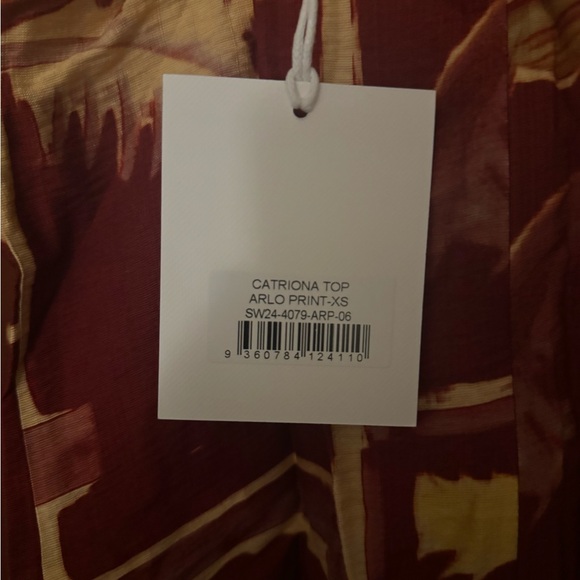 CATRIONA TOP
ARLO PRINT-XS
SW24-4079-ARP-06
9 360784 124110